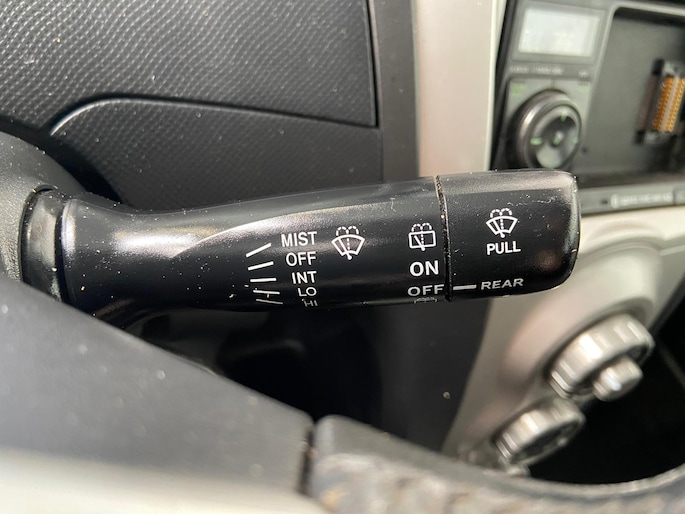 MIST
OFF
INT
LO
HI
ON
OFF
REAR
PULL